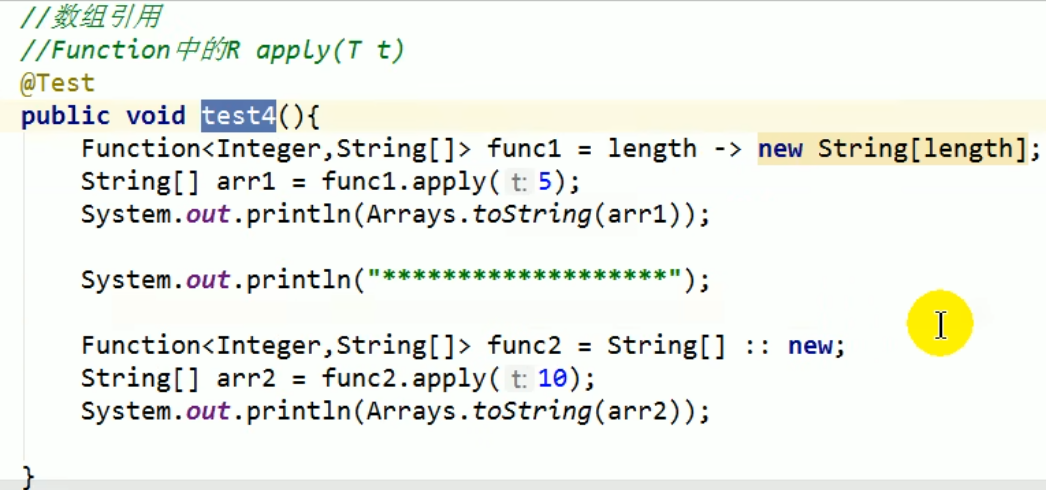 //数组引用
//Function中的R apply(T t)
@Test
public void test4(){
Function<Integer,String[]> func1 = length -> new String[length];
String[] arr1 = func1.apply( t: 5);
System.out.println(Arrays.toString(arr1));
System.out.println("*******************");
Function<Integer,String[]> func2 = String[] :: new;
String[] arr2 = func2.apply( t: 10);
System.out.println(Arrays.toString(arr2));
}